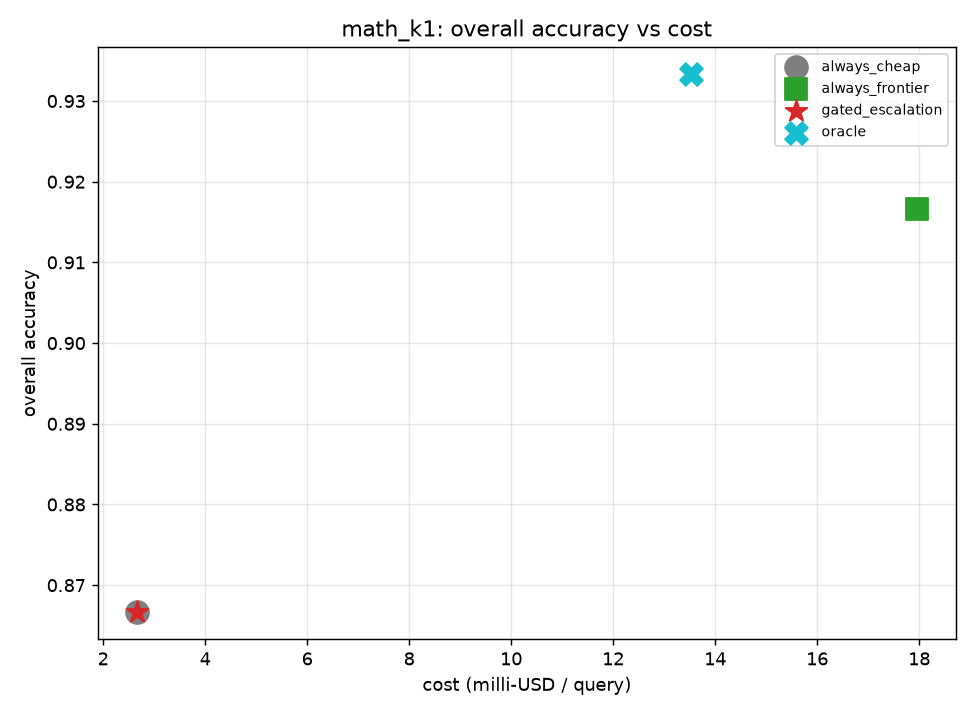 math_k1: overall accuracy vs cost
always_cheap
always_frontier
gated_escalation
oracle
0.93
0.92
0.91
0.90
0.89
0.88
0.87
overall accuracy
2 4 6 8 10 12 14 16 18
cost (milli-USD / query)